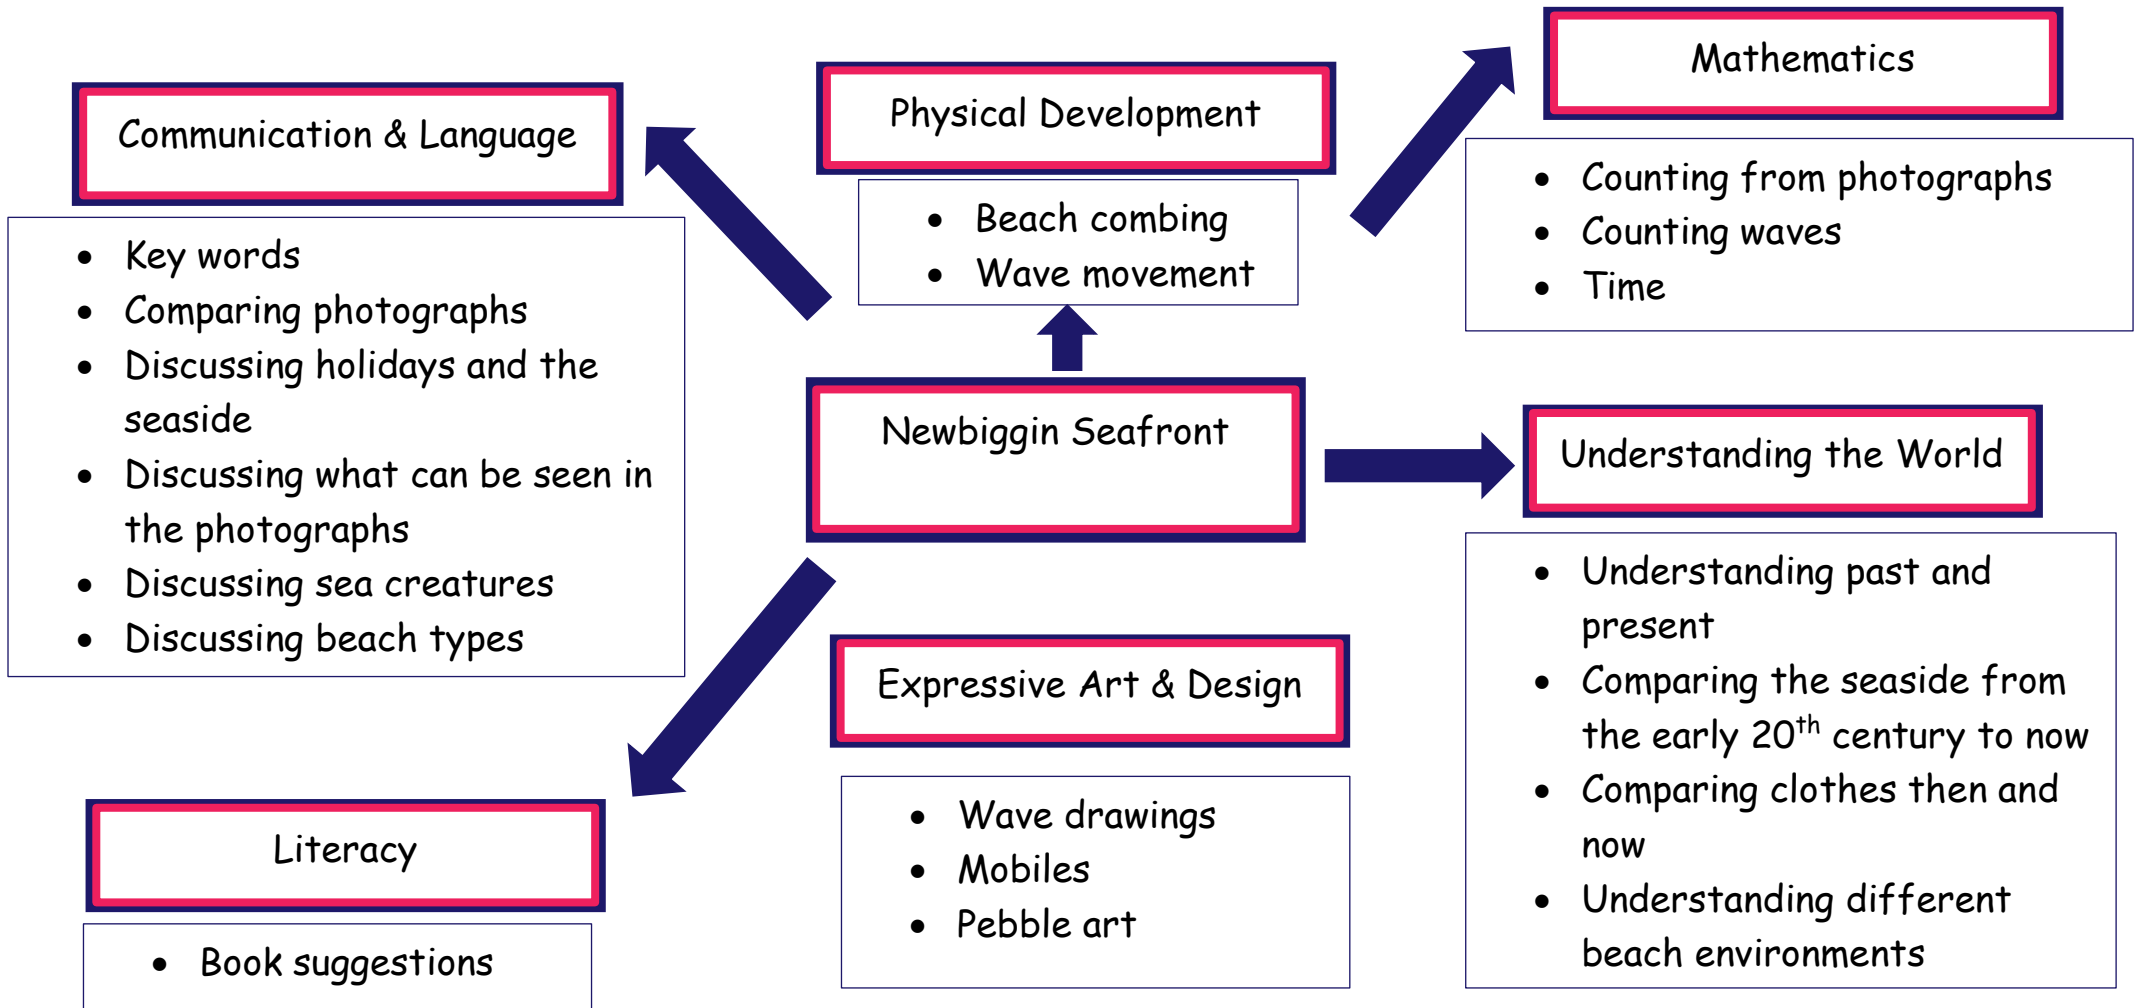 Communication & Language
• Key words
• Comparing photographs
• Discussing holidays and the
seaside
• Discussing what can be seen in
the photographs
• Discussing sea creatures
• Discussing beach types
Physical Development
• Beach combing
• Wave movement
Mathematics
• Counting from photographs
• Counting waves
• Time
Newbiggin Seafront
Understanding the World
• Understanding past and
present
• Comparing the seaside from
the early 20th century to now
• Comparing clothes then and
now
• Understanding different
beach environments
Expressive Art & Design
• Wave drawings
• Mobiles
• Pebble art
Literacy
• Book suggestions